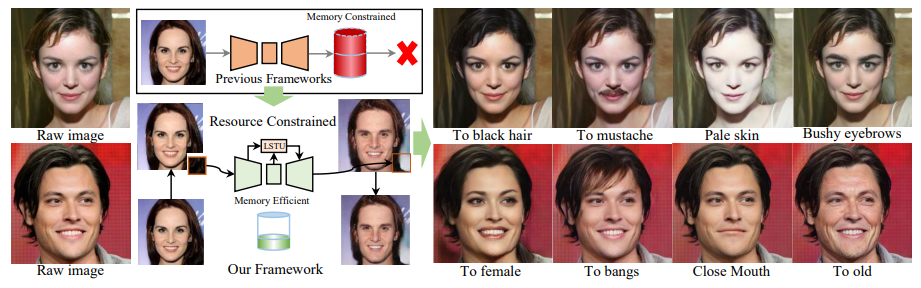 Memory Constrained
Previous Frameworks
Raw image
Resource Constrained
LSTU
Memory Efficient
Our Framework
Raw image
To black hair
To mustache
Pale skin
Bushy eyebrows
To female
To bangs
Close Mouth
To old